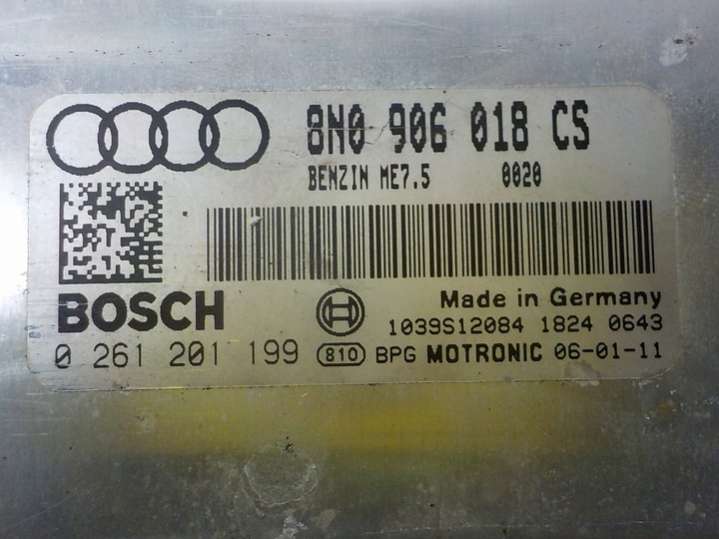 8N0 906 018 CS
BENZIN ME7.5 0020
BOSCH
Made in Germany
1039S12084 1824 0643
0 261 201 199 810 BPG MOTRONIC 06-01-11